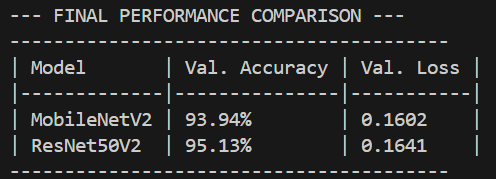 --- FINAL PERFORMANCE COMPARISON ---
---------------------------------------
| Model       | Val. Accuracy | Val. Loss |
|-------------|---------------|-----------|
| MobileNetV2 | 93.94%        | 0.1602    |
| ResNet50V2  | 95.13%        | 0.1641    |
---------------------------------------